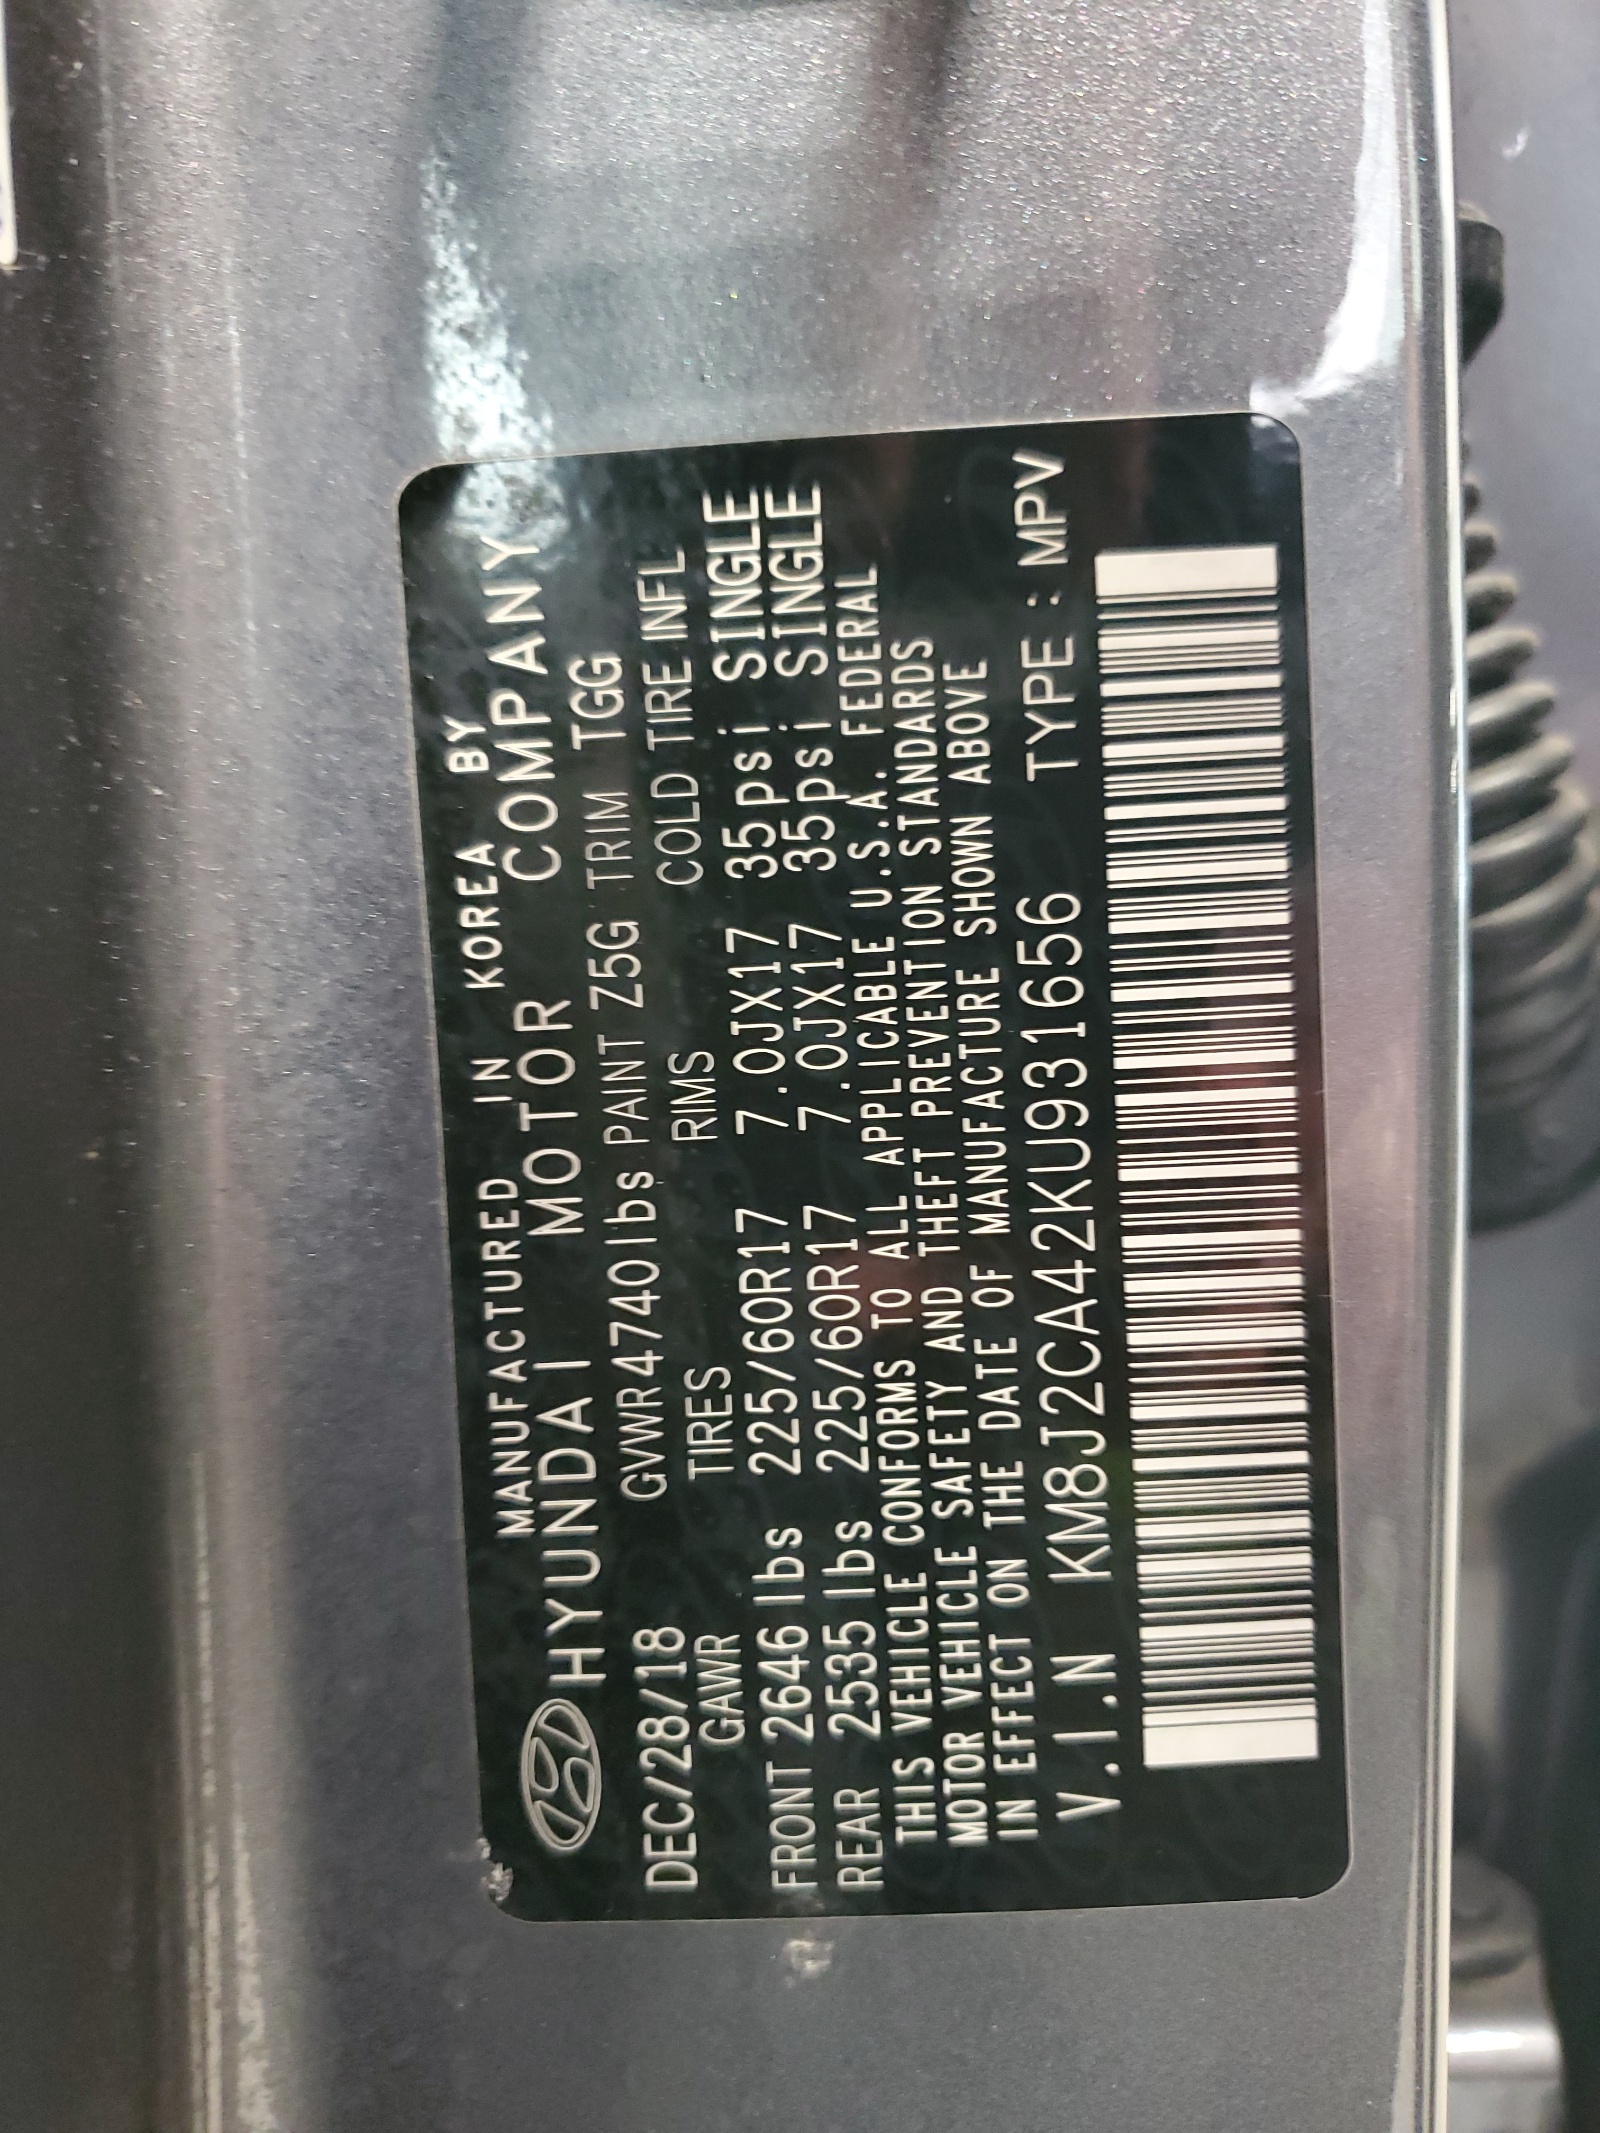 MANUFACTURED IN KOREA BY
HYUNDAI MOTOR COMPANY
DEC/28/18 GVWR4740lbs PAINT Z5G TRIM TGG
GAWR TIRES RIMS COLD TIRE INFL
FRONT 2646 lbs 225/60R17 7.0JX17 35psi SINGLE
REAR 2535 lbs 225/60R17 7.0JX17 35psi SINGLE
THIS VEHICLE CONFORMS TO ALL APPLICABLE U.S.A. FEDERAL
MOTOR VEHICLE SAFETY AND THEFT PREVENTION STANDARDS
IN EFFECT ON THE DATE OF MANUFACTURE SHOWN ABOVE
V.I.N KM8J2CA42KU931656 TYPE : MPV